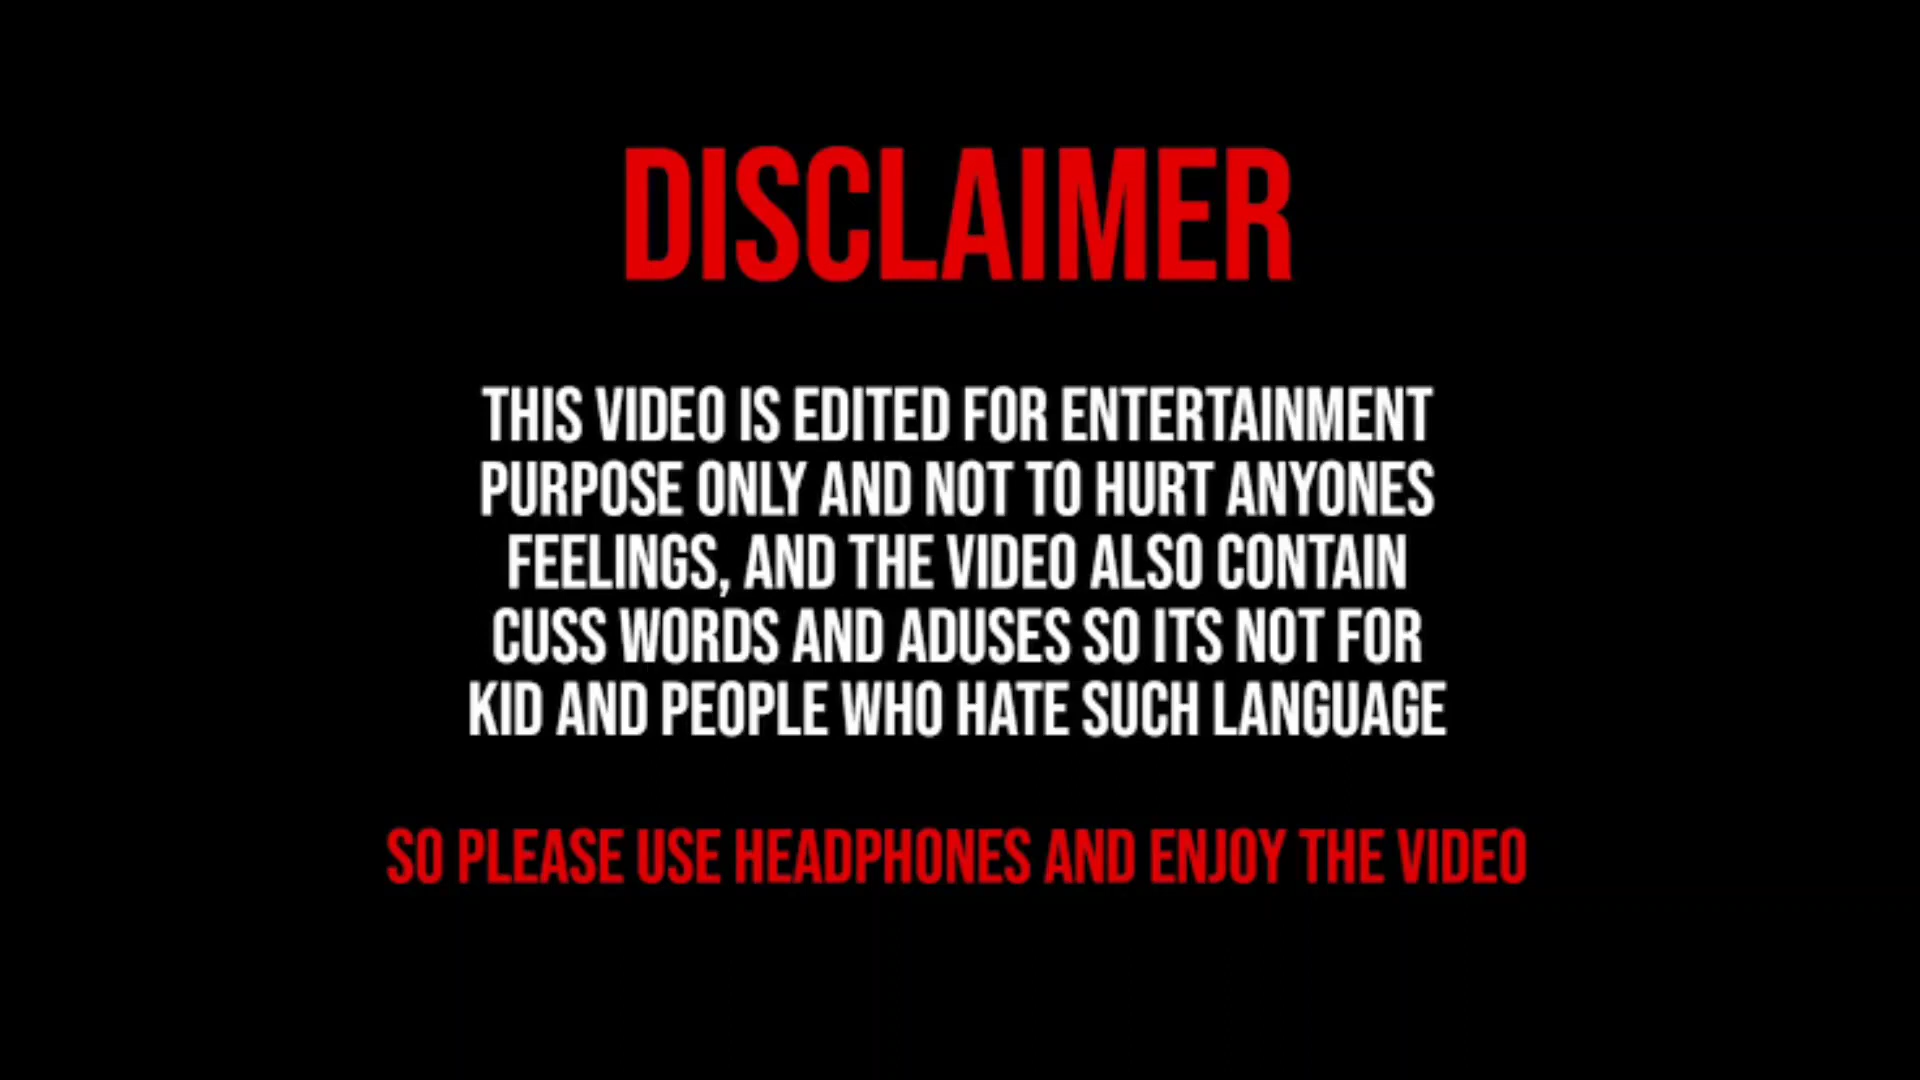 DISCLAIMER
THIS VIDEO IS EDITED FOR ENTERTAINMENT
PURPOSE ONLY AND NOT TO HURT ANYONES
FEELINGS, AND THE VIDEO ALSO CONTAIN
CUSS WORDS AND ADUSES SO ITS NOT FOR
KID AND PEOPLE WHO HATE SUCH LANGUAGE
SO PLEASE USE HEADPHONES AND ENJOY THE VIDEO